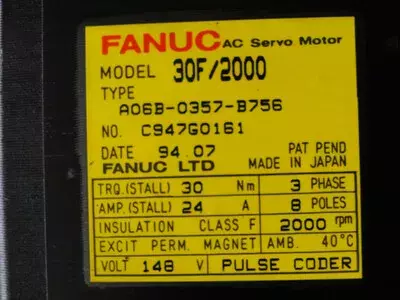 FANUC AC Servo Motor
MODEL 30F/2000
TYPE
A06B-0357-B756
NO. C947G0161
DATE 94.07 PAT PEND
FANUC LTD MADE IN JAPAN
TRQ.(STALL) 30 Nm 3 PHASE
AMP.(STALL) 24 A 8 POLES
INSULATION CLASS F 2000 rpm
EXCIT PERM. MAGNET AMB. 40°C
VOLT 148 V PULSE CODER